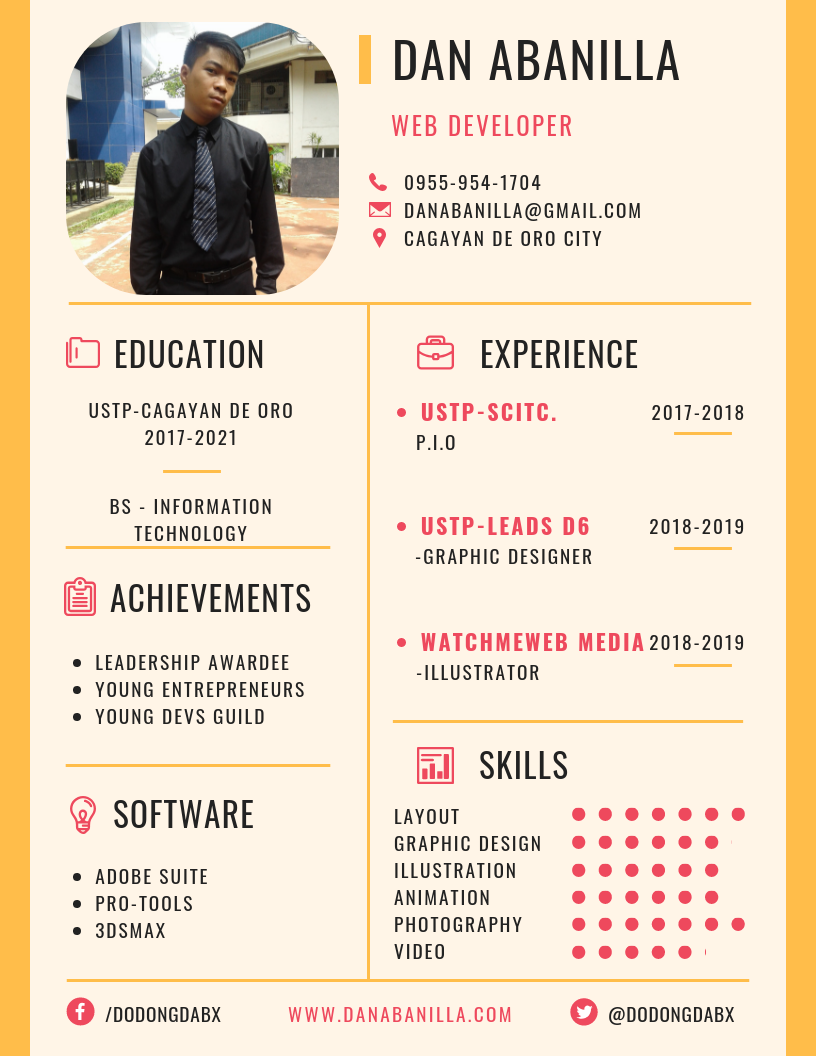 DAN ABANILLA
WEB DEVELOPER
0955-954-1704
DANABANILLA@GMAIL.COM
CAGAYAN DE ORO CITY
EDUCATION
USTP-CAGAYAN DE ORO
2017-2021
BS - INFORMATION
TECHNOLOGY
ACHIEVEMENTS
LEADERSHIP AWARDEE
YOUNG ENTREPRENEURS
YOUNG DEVS GUILD
SOFTWARE
ADOBE SUITE
PRO-TOOLS
3DSMAX
EXPERIENCE
USTP-SCITC. 2017-2018
P.I.O
USTP-LEADS D6 2018-2019
-GRAPHIC DESIGNER
WATCHMEWEB MEDIA 2018-2019
-ILLUSTRATOR
SKILLS
LAYOUT
GRAPHIC DESIGN
ILLUSTRATION
ANIMATION
PHOTOGRAPHY
VIDEO
/DODONGDABX WWW.DANABANILLA.COM @DODONGDABX